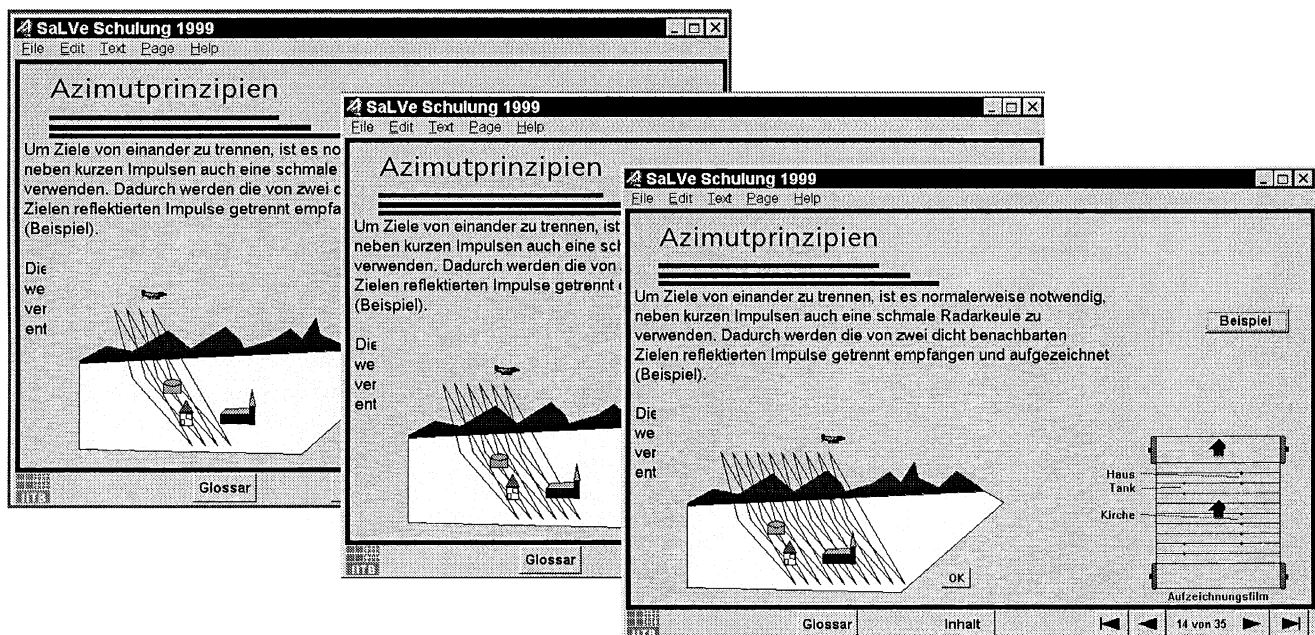 SaLVe Schulung 1999
File Edit Text Page Help
Azimutprinzipien
Um Ziele von einander zu trennen, ist es no
neben kurzen Impulsen auch eine schmale
verwenden. Dadurch werden die von zwei d
Zielen reflektierten Impulse getrennt empfa
(Beispiel).
Die
we
ver
ent
Glossar
IITB
SaLVe Schulung 1999
File Edit Text Page Help
Azimutprinzipien
Um Ziele von einander zu trennen, ist
neben kurzen Impulsen auch eine sch
verwenden. Dadurch werden die von
Zielen reflektierten Impulse getrennt
(Beispiel).
Die
we
ver
ent
Glossar
IITB
SaLVe Schulung 1999
File Edit Text Page Help
Azimutprinzipien
Um Ziele von einander zu trennen, ist es normalerweise notwendig,
neben kurzen Impulsen auch eine schmale Radarkeule zu
verwenden. Dadurch werden die von zwei dicht benachbarten
Zielen reflektierten Impulse getrennt empfangen und aufgezeichnet
(Beispiel).
Beispiel
Die
we
ver
ent
Haus
Tank
Kirche
OK
Aufzeichnungsfilm
IITB
Glossar
Inhalt
14 von 35